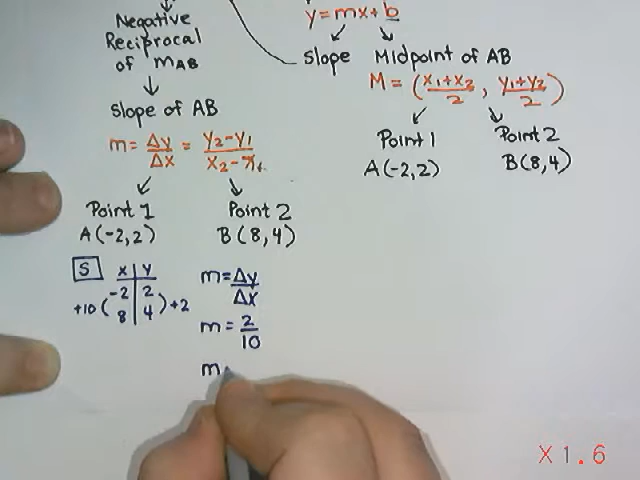 y=mx+b
Negative
Reciprocal
of mAB
Slope
Midpoint of AB
M = (x1+x2/2, y1+y2/2)
Slope of AB
m = Δy/Δx = y2-y1/x2-x1
Point 1
A(-2,2)
Point 2
B(8,4)
Point 1
A(-2,2)
Point 2
B(8,4)
S
x y
-2 2
8 4
+10 ( ) +2
m = Δy/Δx
m = 2/10
m
X1.6